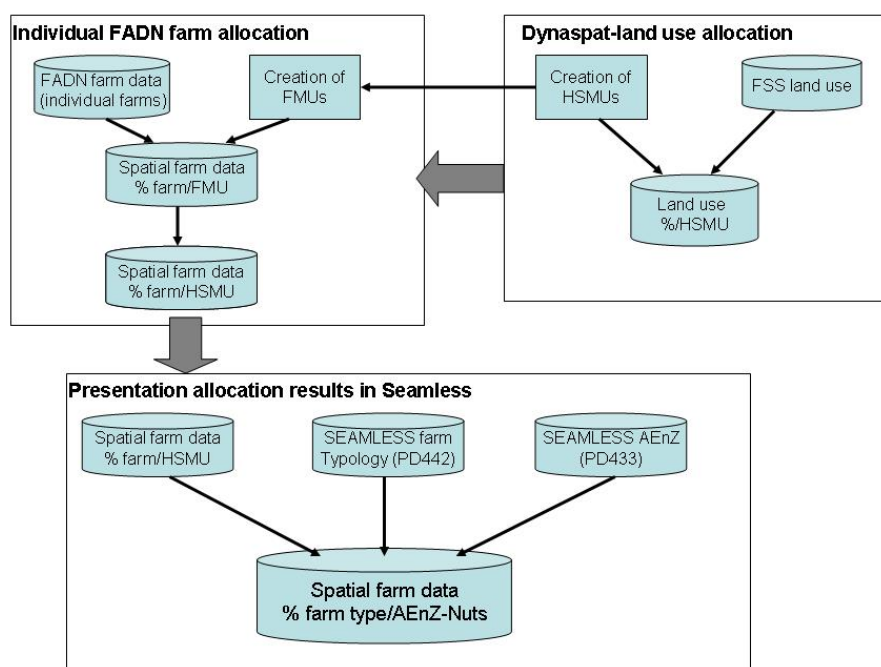 Individual FADN farm allocation
FADN farm data
(individual farms)
Creation of
FMUs
Spatial farm data
% farm/FMU
Spatial farm data
% farm/HSMU
Dynaspat-land use allocation
Creation of
HSMUs
FSS land use
Land use
%/HSMU
Presentation allocation results in Seamless
Spatial farm data
% farm/HSMU
SEAMLESS farm
Typology (PD442)
SEAMLESS AEnZ
(PD433)
Spatial farm data
% farm type/AEnZ-Nuts